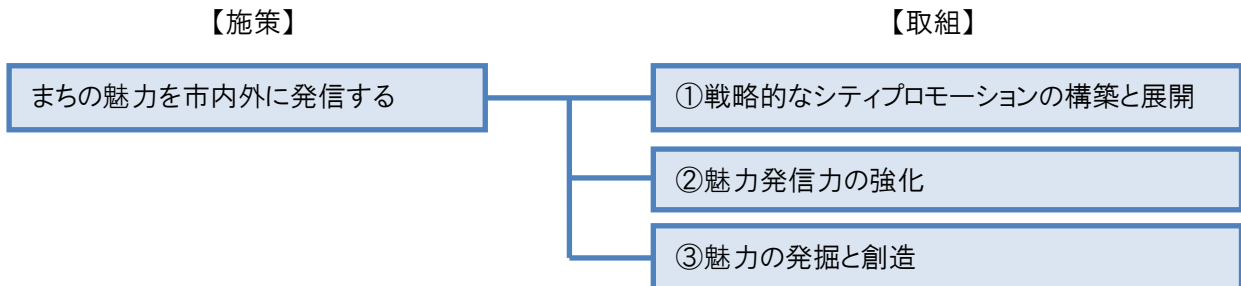 【施策】
【取組】
まちの魅力を市内外に発信する
①戦略的なシティプロモーションの構築と展開
②魅力発信力の強化
③魅力の発掘と創造